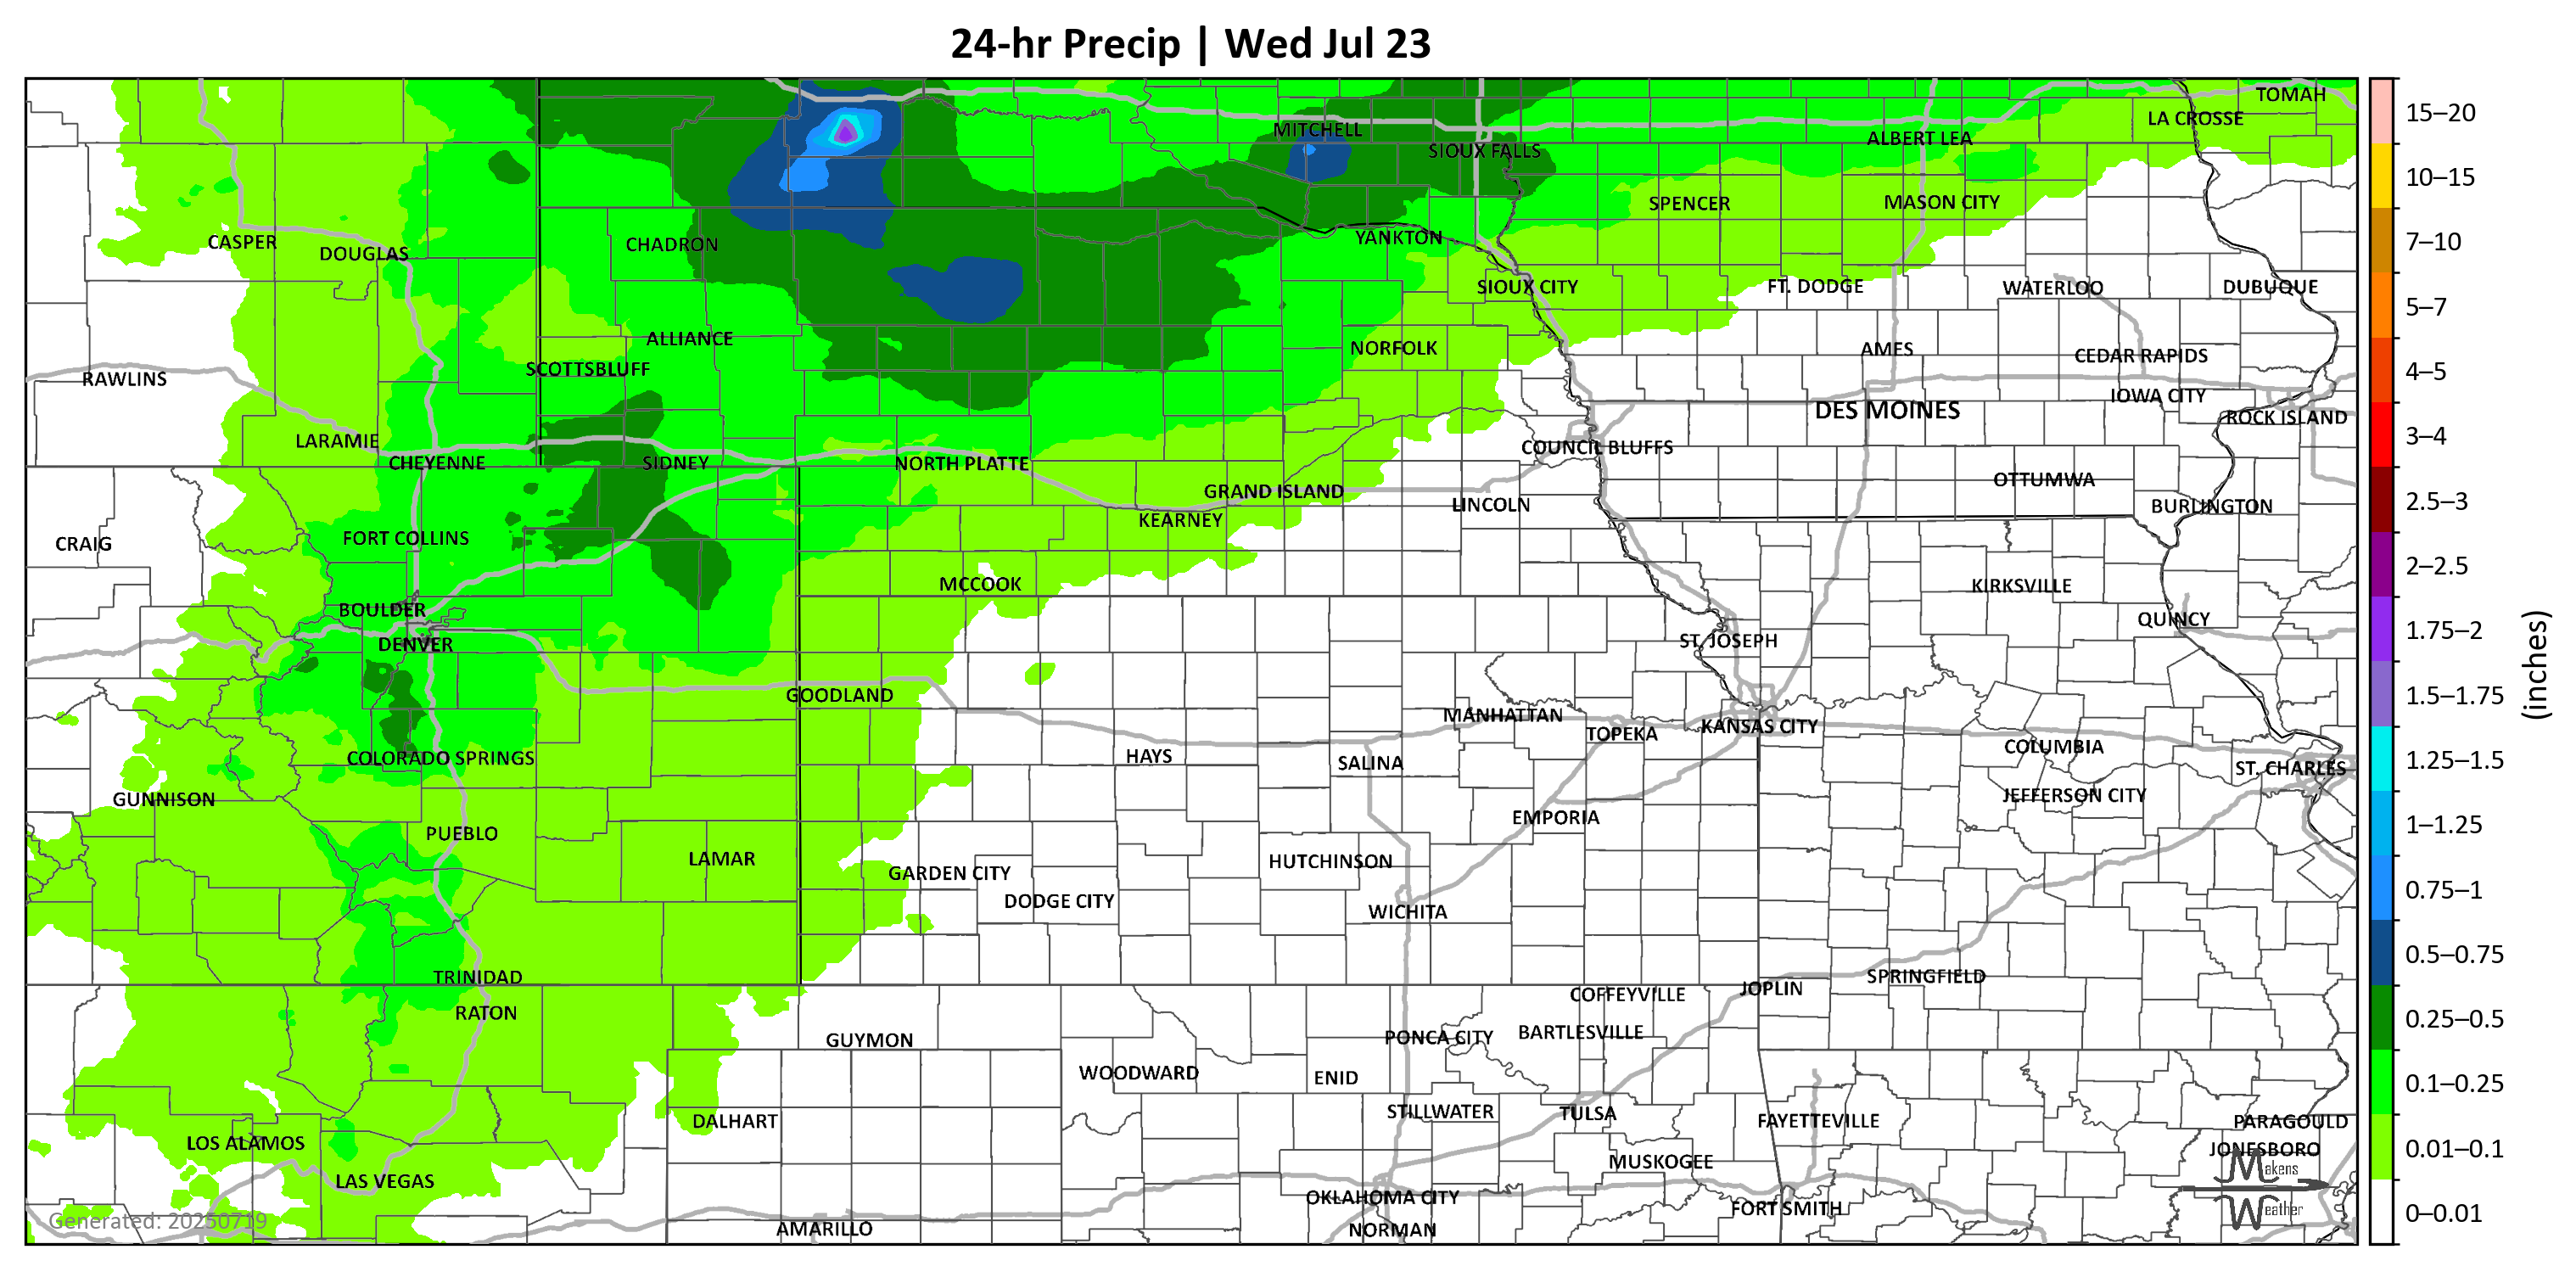 24-hr Precip | Wed Jul 23
TOMAH
LA CROSSE
MITCHELL
ALBERT LEA
SIOUX FALLS
SPENCER
MASON CITY
YANKTON
CASPER
CHADRON
DOUGLAS
SIOUX CITY
FT. DODGE
WATERLOO
DUBUQUE
ALLIANCE
NORFOLK
AMES
CEDAR RAPIDS
SCOTTSBLUFF
RAWLINS
IOWA CITY
DES MOINES
ROCK ISLAND
LARAMIE
COUNCIL BLUFFS
CHEYENNE
SIDNEY
NORTH PLATTE
OTTUMWA
GRAND ISLAND
LINCOLN
BURLINGTON
KEARNEY
FORT COLLINS
CRAIG
MCCOOK
KIRKSVILLE
BOULDER
QUINCY
DENVER
ST. JOSEPH
GOODLAND
MANHATTAN
KANSAS CITY
TOPEKA
COLUMBIA
COLORADO SPRINGS
HAYS
SALINA
ST. CHARLES
GUNNISON
JEFFERSON CITY
EMPORIA
PUEBLO
LAMAR
HUTCHINSON
GARDEN CITY
DODGE CITY
WICHITA
TRINIDAD
SPRINGFIELD
JOPLIN
COFFEYVILLE
RATON
BARTLESVILLE
GUYMON
PONCA CITY
WOODWARD
ENID
STILLWATER
TULSA
DALHART
FAYETTEVILLE
PARAGOULD
LOS ALAMOS
JONESBORO
MUSKOGEE
LAS VEGAS
OKLAHOMA CITY
FORT SMITH
AMARILLO
NORMAN
Makens
Weather
Generated: 20250719
15–20
10–15
7–10
5–7
4–5
3–4
2.5–3
2–2.5
1.75–2
1.5–1.75
1.25–1.5
1–1.25
0.75–1
0.5–0.75
0.25–0.5
0.1–0.25
0.01–0.1
0–0.01
(inches)